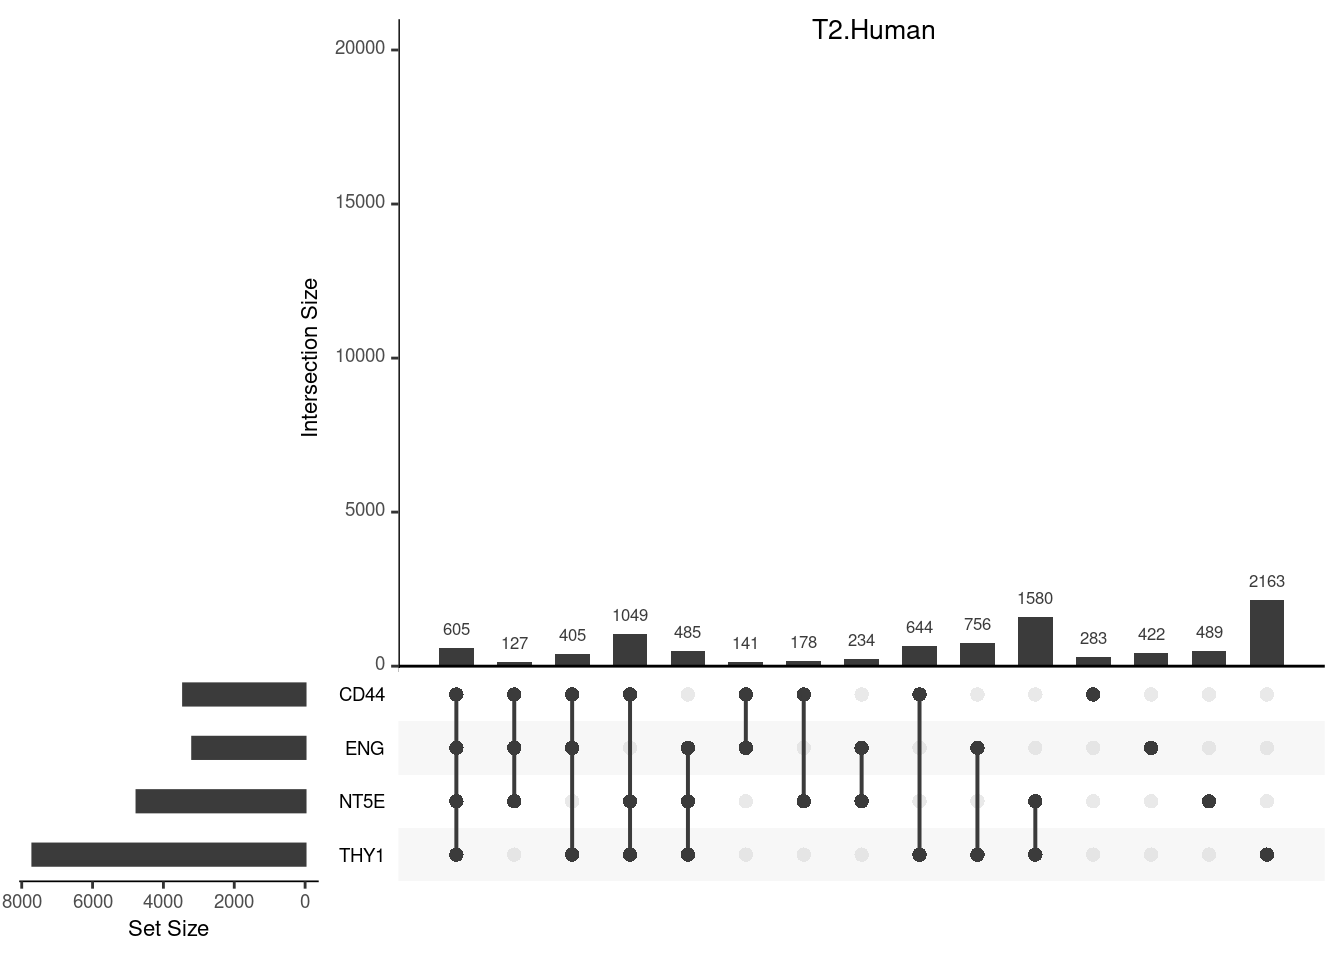 T2.Human
20000
15000
10000
5000
0
Intersection Size
605 127 405 1049 485 141 178 234 644 756 1580 283 422 489 2163
CD44
ENG
NT5E
THY1
8000 6000 4000 2000 0
Set Size